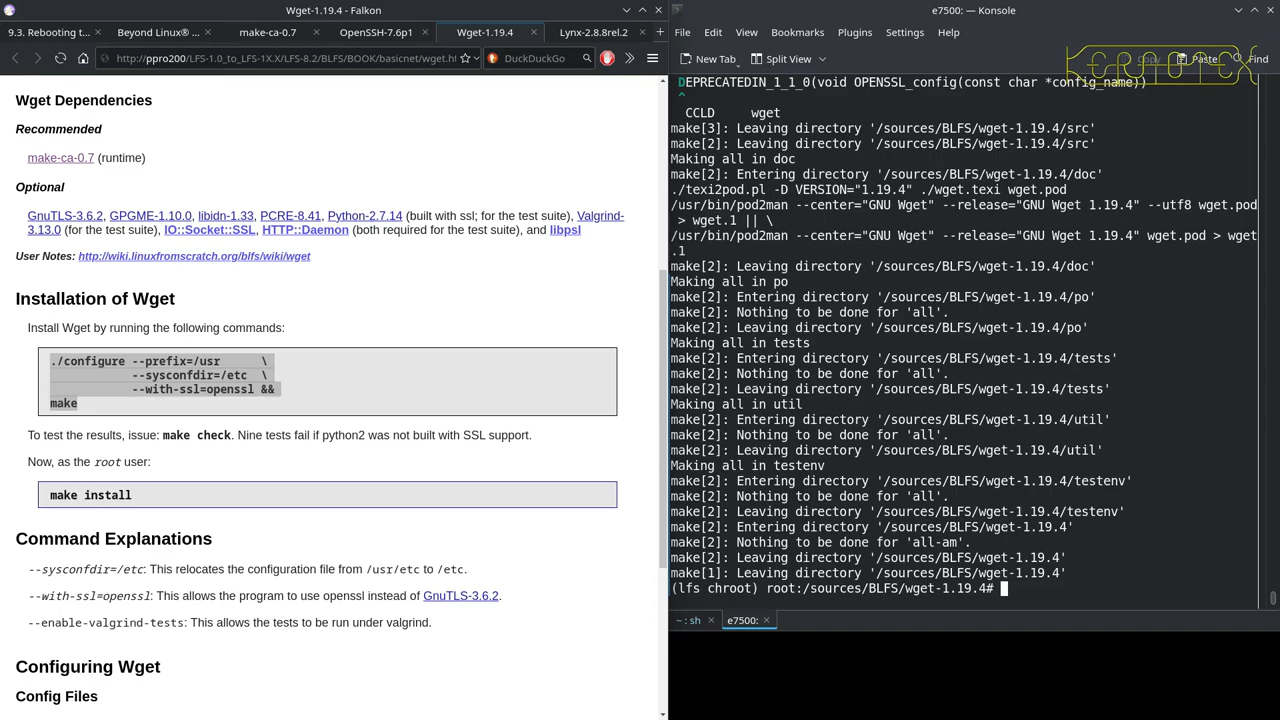 Wget-1.19.4 - Falkon
9.3. Rebooting t...
Beyond Linux® ...
make-ca-0.7
OpenSSH-7.6p1
Wget-1.19.4
Lynx-2.8.8rel.2
http://ppro200/LFS-1.0_to_LFS-1X.X/LFS-8.2/BLFS/BOOK/basicnet/wget.h
DuckDuckGo
Wget Dependencies
Recommended
make-ca-0.7 (runtime)
Optional
GnuTLS-3.6.2, GPGME-1.10.0, libidn-1.33, PCRE-8.41, Python-2.7.14 (built with ssl; for the test suite), Valgrind-
3.13.0 (for the test suite), IO::Socket::SSL, HTTP::Daemon (both required for the test suite), and libpsl
User Notes: http://wiki.linuxfromscratch.org/blfs/wiki/wget
Installation of Wget
Install Wget by running the following commands:
./configure --prefix=/usr      \
            --sysconfdir=/etc  \
            --with-ssl=openssl &&
make
To test the results, issue: make check. Nine tests fail if python2 was not built with SSL support.
Now, as the root user:
make install
Command Explanations
--sysconfdir=/etc: This relocates the configuration file from /usr/etc to /etc.
--with-ssl=openssl: This allows the program to use openssl instead of GnuTLS-3.6.2.
--enable-valgrind-tests: This allows the tests to be run under valgrind.
Configuring Wget
Config Files
e7500: — Konsole
File Edit View Bookmarks Plugins Settings Help
New Tab Split View Copy Paste Find
DEPRECATEDIN_1_1_0(void OPENSSL_config(const char *config_name))
^
  CCLD     wget
make[3]: Leaving directory '/sources/BLFS/wget-1.19.4/src'
make[2]: Leaving directory '/sources/BLFS/wget-1.19.4/src'
Making all in doc
make[2]: Entering directory '/sources/BLFS/wget-1.19.4/doc'
./texi2pod.pl -D VERSION="1.19.4" ./wget.texi wget.pod
/usr/bin/pod2man --center="GNU Wget" --release="GNU Wget 1.19.4" --utf8 wget.pod
 > wget.1 || \
/usr/bin/pod2man --center="GNU Wget" --release="GNU Wget 1.19.4" wget.pod > wget
.1
make[2]: Leaving directory '/sources/BLFS/wget-1.19.4/doc'
Making all in po
make[2]: Entering directory '/sources/BLFS/wget-1.19.4/po'
make[2]: Nothing to be done for 'all'.
make[2]: Leaving directory '/sources/BLFS/wget-1.19.4/po'
Making all in tests
make[2]: Entering directory '/sources/BLFS/wget-1.19.4/tests'
make[2]: Nothing to be done for 'all'.
make[2]: Leaving directory '/sources/BLFS/wget-1.19.4/tests'
Making all in util
make[2]: Entering directory '/sources/BLFS/wget-1.19.4/util'
make[2]: Nothing to be done for 'all'.
make[2]: Leaving directory '/sources/BLFS/wget-1.19.4/util'
Making all in testenv
make[2]: Entering directory '/sources/BLFS/wget-1.19.4/testenv'
make[2]: Nothing to be done for 'all'.
make[2]: Leaving directory '/sources/BLFS/wget-1.19.4/testenv'
make[2]: Entering directory '/sources/BLFS/wget-1.19.4'
make[2]: Nothing to be done for 'all-am'.
make[2]: Leaving directory '/sources/BLFS/wget-1.19.4'
make[1]: Leaving directory '/sources/BLFS/wget-1.19.4'
(lfs chroot) root:/sources/BLFS/wget-1.19.4#
~ : sh
e7500: